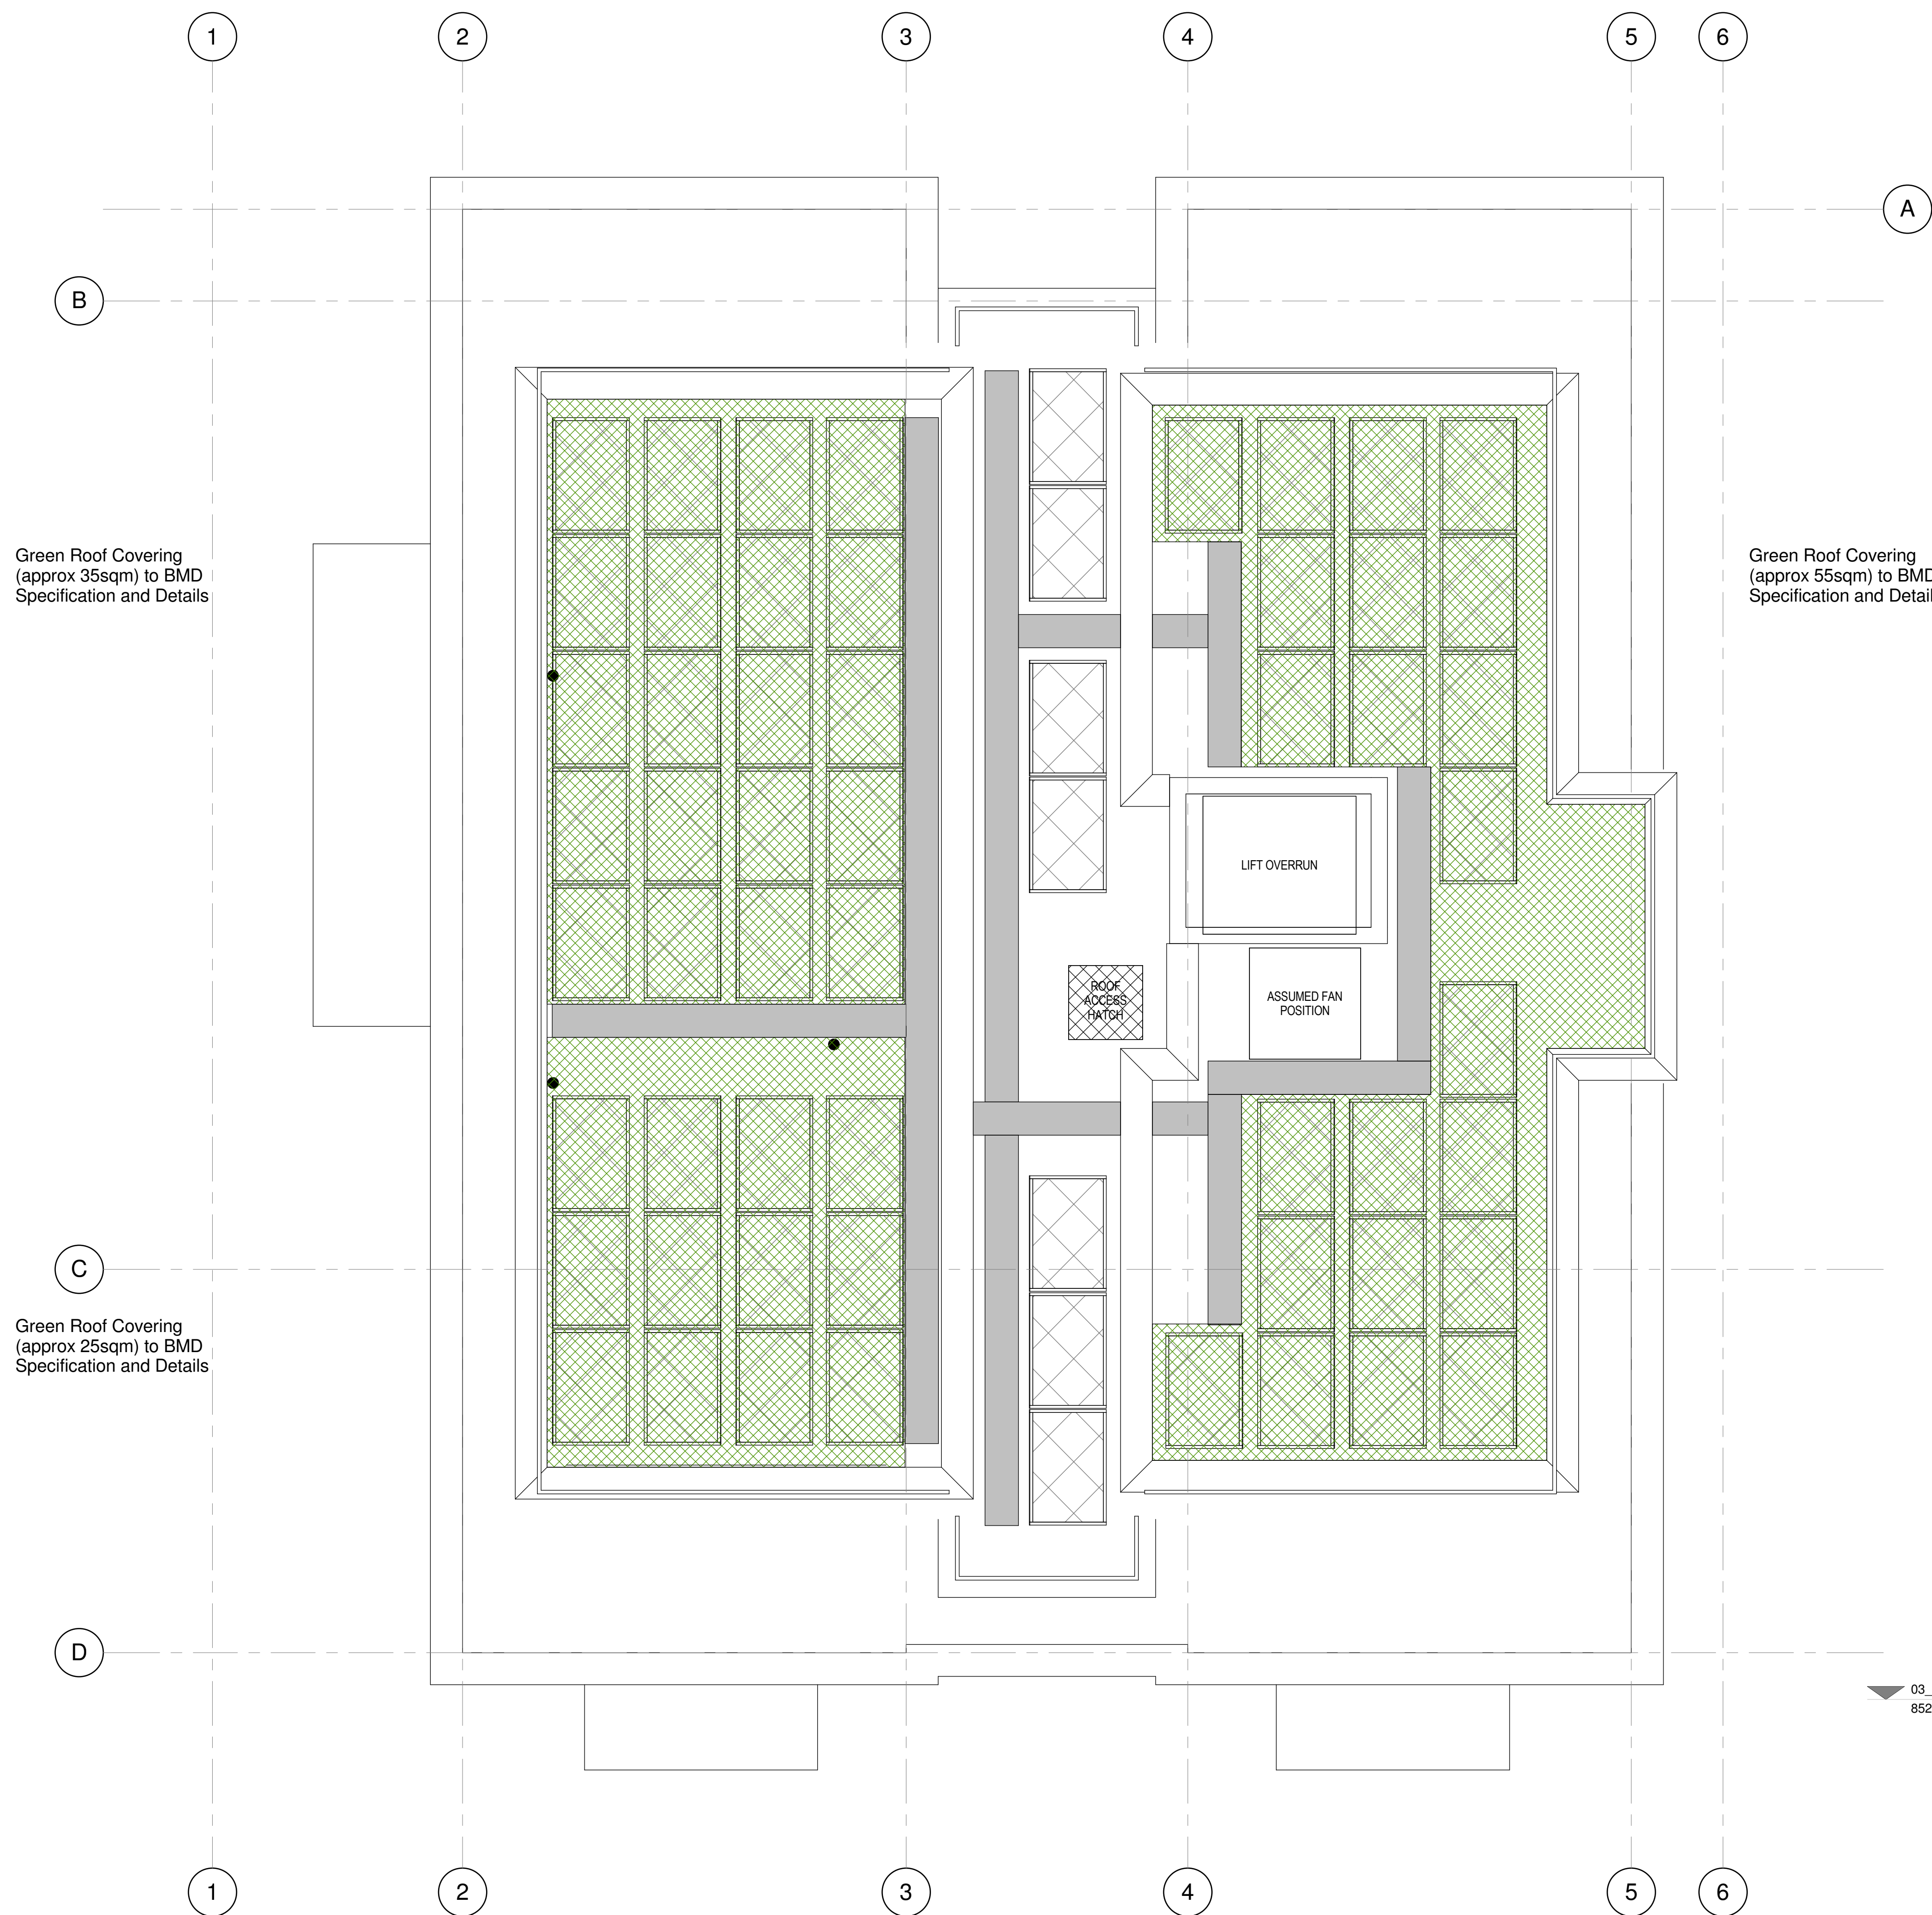 1
2
3
4
5
6
A
B
Green Roof Covering
(approx 35sqm) to BMD
Specification and Details
Green Roof Covering
(approx 55sqm) to BMD
Specification and Detail
LIFT OVERRUN
ROOF
ACCESS
HATCH
ASSUMED FAN
POSITION
C
Green Roof Covering
(approx 25sqm) to BMD
Specification and Details
D
03_
852
1
2
3
4
5
6